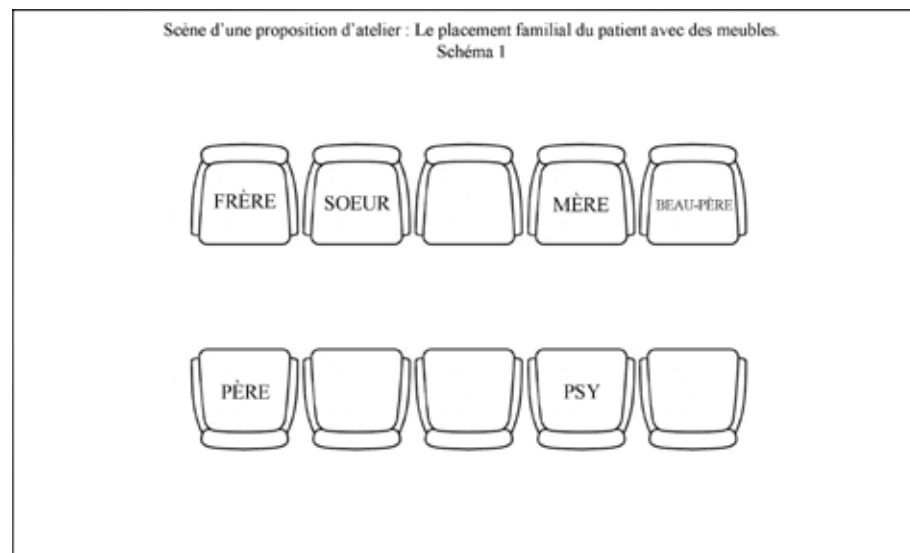 Scène d'une proposition d'atelier : Le placement familial du patient avec des meubles.
Schéma 1
FRÈRE SOEUR MÈRE BEAU-PÈRE
PÈRE PSY